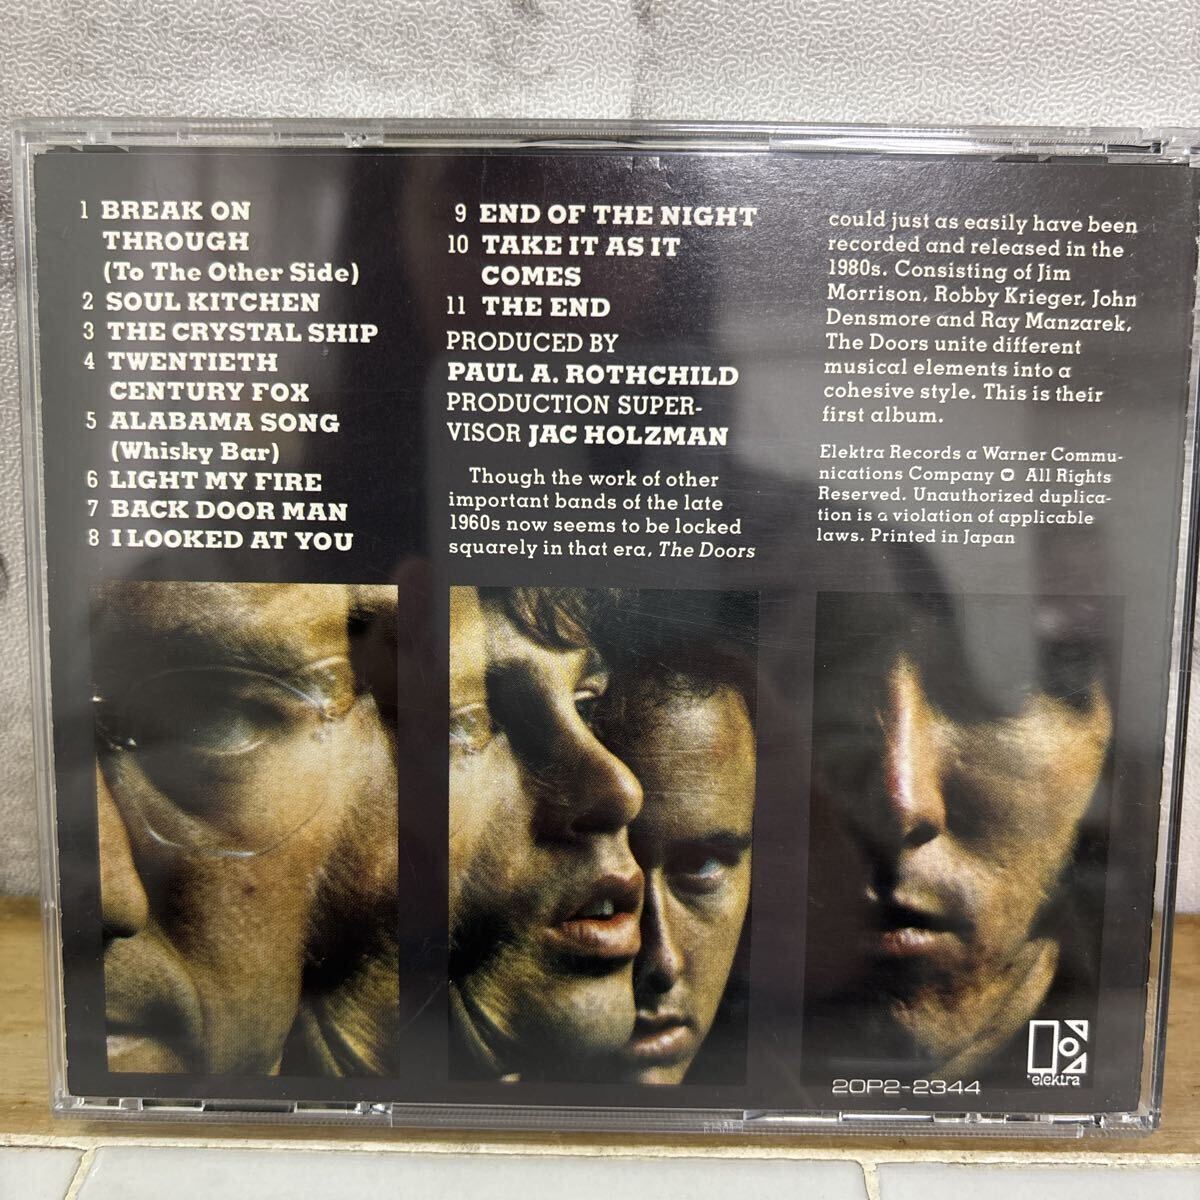 1 BREAK ON
THROUGH
(To The Other Side)
2 SOUL KITCHEN
3 THE CRYSTAL SHIP
4 TWENTIETH
CENTURY FOX
5 ALABAMA SONG
(Whisky Bar)
6 LIGHT MY FIRE
7 BACK DOOR MAN
8 I LOOKED AT YOU
9 END OF THE NIGHT
10 TAKE IT AS IT
COMES
11 THE END
PRODUCED BY
PAUL A. ROTHCHILD
PRODUCTION SUPER-
VISOR JAC HOLZMAN
Though the work of other
important bands of the late
1960s now seems to be locked
squarely in that era, The Doors
could just as easily have been
recorded and released in the
1980s. Consisting of Jim
Morrison, Robby Krieger, John
Densmore and Ray Manzarek,
The Doors unite different
musical elements into a
cohesive style. This is their
first album.
Elektra Records a Warner Commu-
nications Company All Rights
Reserved. Unauthorized duplica-
tion is a violation of applicable
laws. Printed in Japan
elektra
20P2-2344